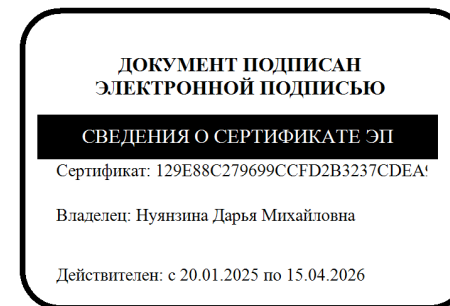 ДОКУМЕНТ ПОДПИСАН
ЭЛЕКТРОННОЙ ПОДПИСЬЮ
СВЕДЕНИЯ О СЕРТИФИКАТЕ ЭП
Сертификат: 129E88C279699CCFD2B3237CDEA
Владелец: Нуянзина Дарья Михайловна
Действителен: с 20.01.2025 по 15.04.2026